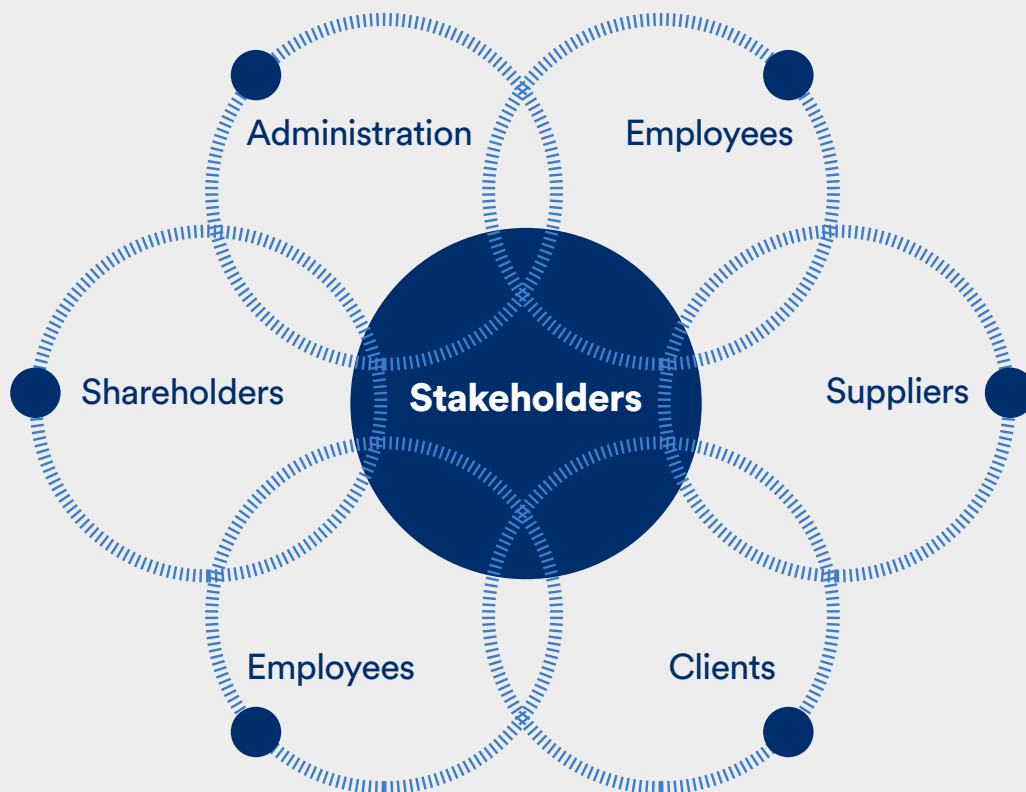 Administration
Employees
Shareholders
Stakeholders
Suppliers
Employees
Clients